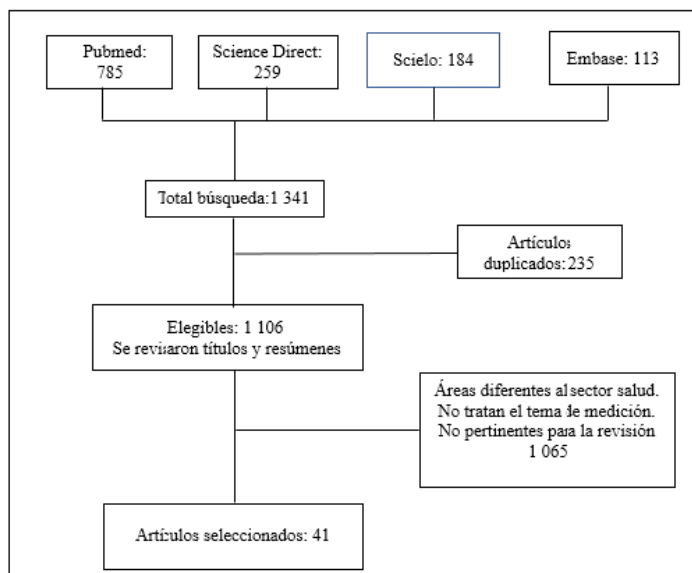 Pubmed:
785
Science Direct:
259
Scielo: 184
Embase: 113
Total búsqueda:1 341
Artículos
duplicados:235
Elegibles: 1 106
Se revisaron títulos y resúmenes
Áreas diferentes al sector salud.
No tratan el tema de medición.
No pertinentes para la revisión
1 065
Artículos seleccionados: 41